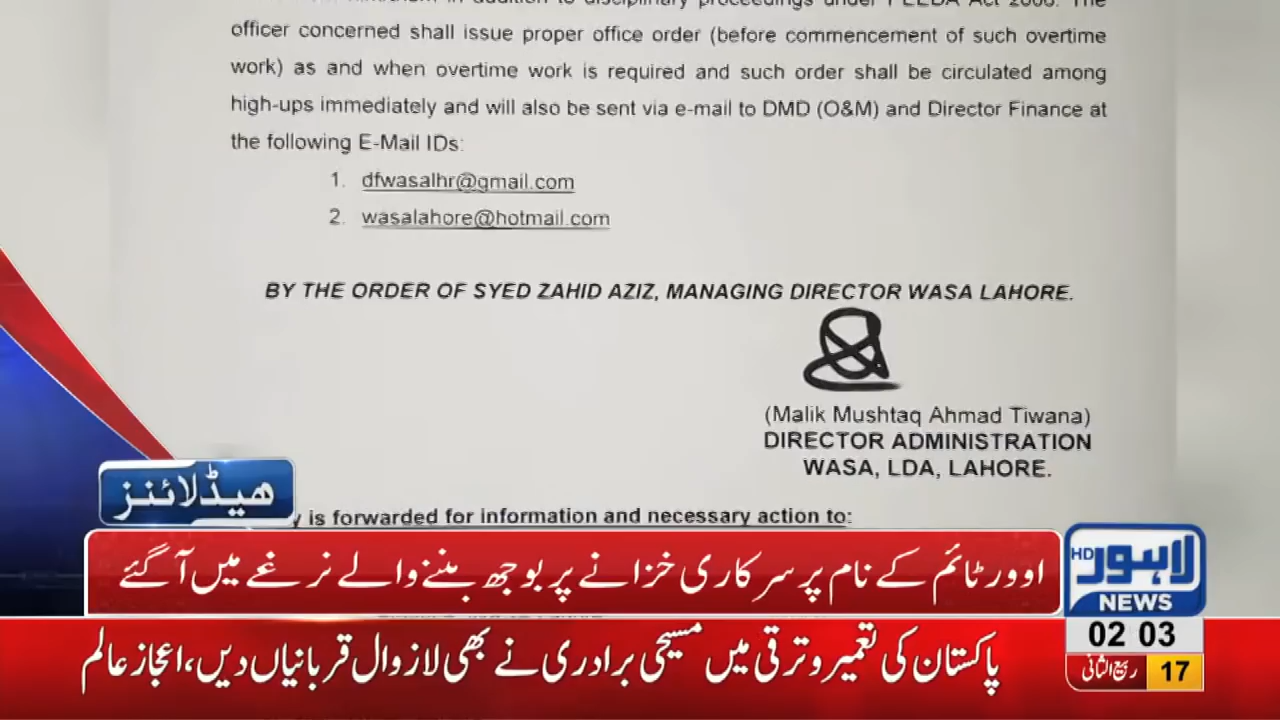 officer concerned shall issue proper office order (before commencement of such overtime
work) as and when overtime work is required and such order shall be circulated among
high-ups immediately and will also be sent via e-mail to DMD (O&M) and Director Finance at
the following E-Mail IDs:
1. dfwasalhr@gmail.com
2. wasalahore@hotmail.com
BY THE ORDER OF SYED ZAHID AZIZ, MANAGING DIRECTOR WASA LAHORE.
(Malik Mushtaq Ahmad Tiwana)
DIRECTOR ADMINISTRATION
WASA, LDA, LAHORE.
is forwarded for information and necessary action to:
ھیڈلائنز
اوورٹائم کے نام پر سرکاری خزانے پر بوجھ بننے والے نرغے میں آ گئے
لاہور HD
NEWS
02 03
17 ربیع الثانی
پاکستان کی تعمیر و ترقی میں مسیحی برادری نے بھی لازوال قربانیاں دیں، اعجاز عالم